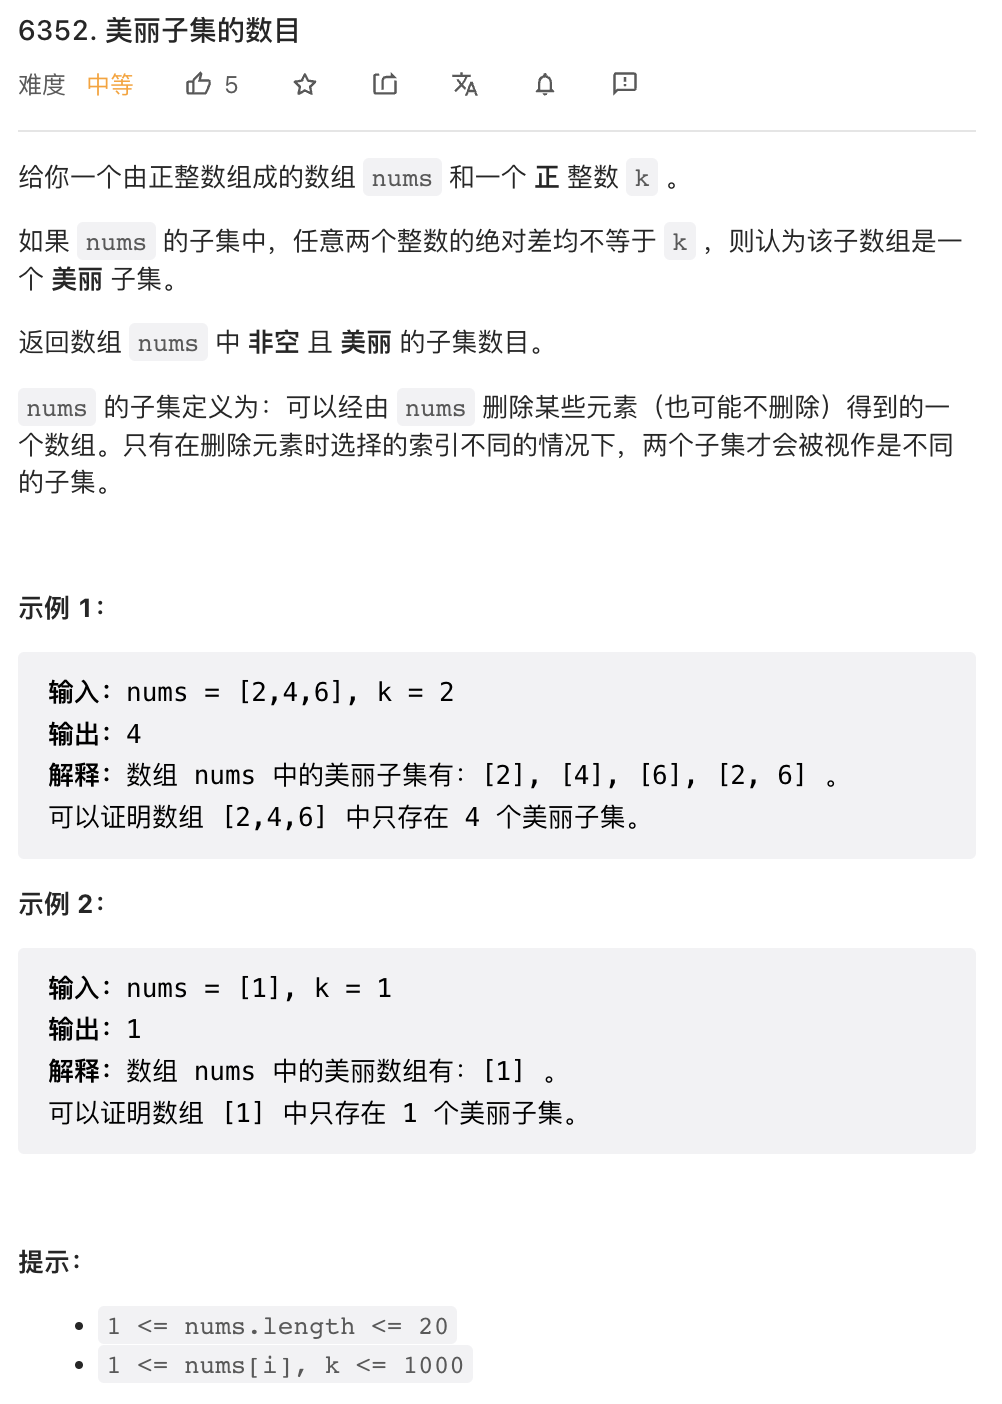 6352. 美丽子集的数目
难度 中等 5
给你一个由正整数组成的数组 nums 和一个 正 整数 k 。
如果 nums 的子集中，任意两个整数的绝对差均不等于 k ，则认为该子数组是一
个 美丽 子集。
返回数组 nums 中 非空 且 美丽 的子集数目。
nums 的子集定义为：可以经由 nums 删除某些元素（也可能不删除）得到的一
个数组。只有在删除元素时选择的索引不同的情况下，两个子集才会被视作是不同
的子集。
示例 1：
输入：nums = [2,4,6], k = 2
输出：4
解释：数组 nums 中的美丽子集有：[2], [4], [6], [2, 6] 。
可以证明数组 [2,4,6] 中只存在 4 个美丽子集。
示例 2：
输入：nums = [1], k = 1
输出：1
解释：数组 nums 中的美丽数组有：[1] 。
可以证明数组 [1] 中只存在 1 个美丽子集。
提示：
• 1 <= nums.length <= 20
• 1 <= nums[i], k <= 1000